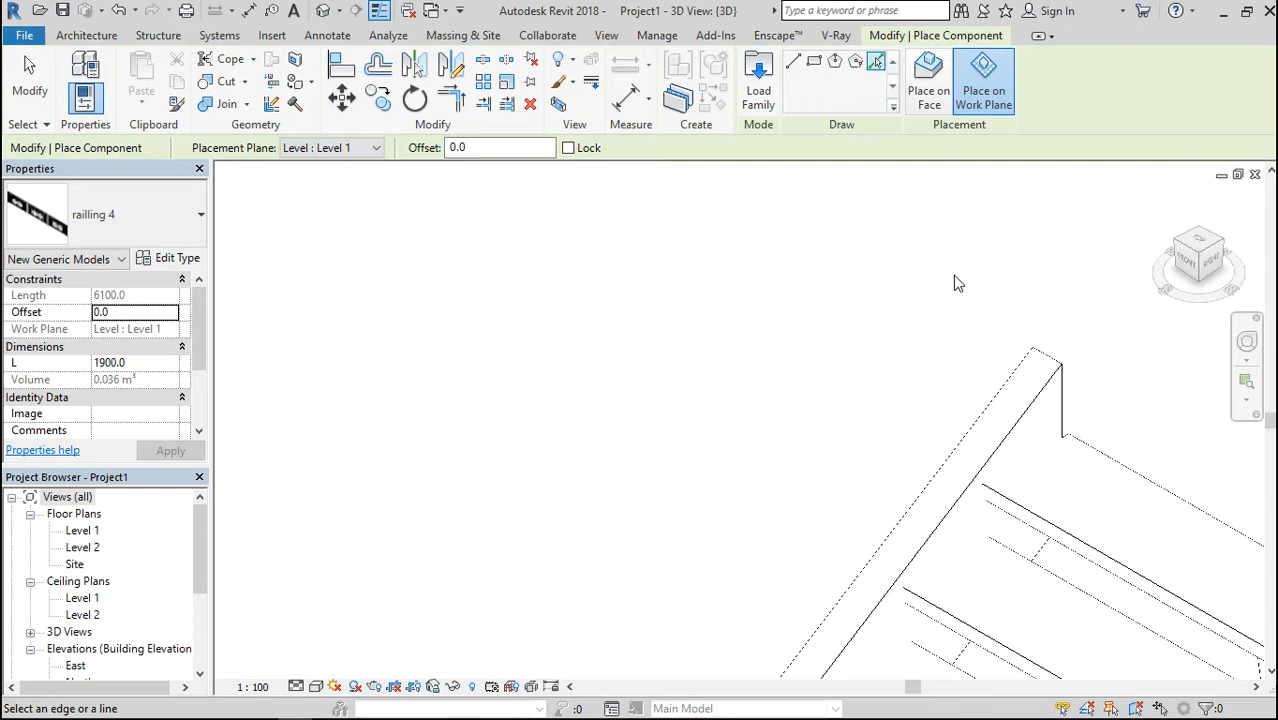 Autodesk Revit 2018 - Project1 - 3D View: {3D}
Type a keyword or phrase
Sign In
File
Architecture
Structure
Systems
Insert
Annotate
Analyze
Massing & Site
Collaborate
View
Manage
Add-Ins
Enscape™
V-Ray
Modify | Place Component
Modify
Select
Properties
Paste
Clipboard
Cope
Cut
Join
Geometry
Modify
View
Measure
Create
Load
Family
Mode
Draw
Place on
Face
Place on
Work Plane
Placement
Modify | Place Component
Placement Plane:
Level : Level 1
Offset:
0.0
Lock
Properties
railling 4
New Generic Models
Edit Type
Constraints
Length 6100.0
Offset 0.0
Work Plane Level : Level 1
Dimensions
L 1900.0
Volume 0.036 m³
Identity Data
Image
Comments
Properties help
Apply
Project Browser - Project1
Views (all)
Floor Plans
Level 1
Level 2
Site
Ceiling Plans
Level 1
Level 2
3D Views
Elevations (Building Elevation
East
TOP
FRONT
RIGHT
1 : 100
Select an edge or a line
:0
Main Model
:0